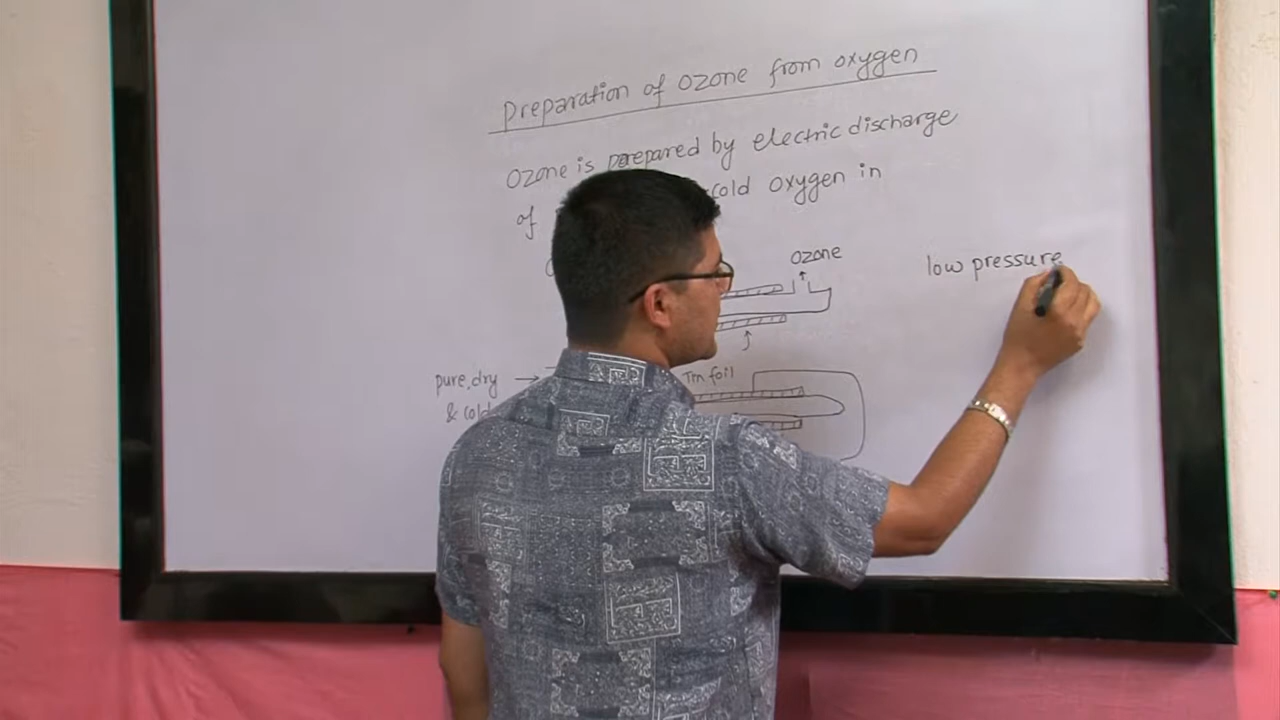 Preparation of ozone from oxygen
Ozone is prepared by electric discharge
of cold oxygen in
ozone
low pressure
pure, dry
Tin foil
& cold